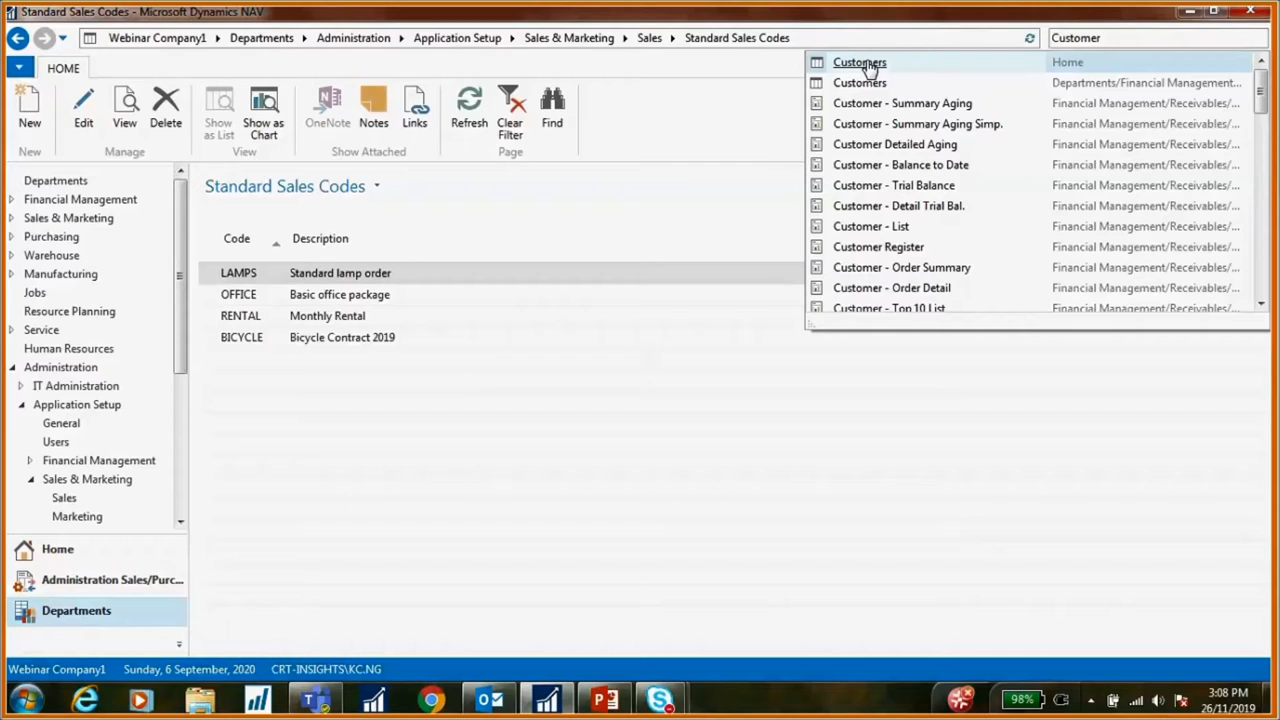 Standard Sales Codes - Microsoft Dynamics NAV
Webinar Company1 Departments Administration Application Setup Sales & Marketing Sales Standard Sales Codes
Customer
HOME
New
Edit
View
Delete
Show as List
Show as Chart
OneNote
Notes
Links
Refresh
Clear Filter
Find
New
Manage
View
Show Attached
Page
Customers Home
Customers Departments/Financial Management...
Customer - Summary Aging Financial Management/Receivables/...
Customer - Summary Aging Simp. Financial Management/Receivables/...
Customer Detailed Aging Financial Management/Receivables/...
Customer - Balance to Date Financial Management/Receivables/...
Customer - Trial Balance Financial Management/Receivables/...
Customer - Detail Trial Bal. Financial Management/Receivables/...
Customer - List Financial Management/Receivables/...
Customer Register Financial Management/Receivables/...
Customer - Order Summary Financial Management/Receivables/...
Customer - Order Detail Financial Management/Receivables/...
Customer - Top 10 List Financial Management/Receivables/...
Departments
Financial Management
Sales & Marketing
Purchasing
Warehouse
Manufacturing
Jobs
Resource Planning
Service
Human Resources
Administration
IT Administration
Application Setup
General
Users
Financial Management
Sales & Marketing
Sales
Marketing
Home
Administration Sales/Purc...
Departments
Standard Sales Codes
Code Description
LAMPS Standard lamp order
OFFICE Basic office package
RENTAL Monthly Rental
BICYCLE Bicycle Contract 2019
Webinar Company1 Sunday, 6 September, 2020 CRT-INSIGHTS\KC.NG
98%
3:08 PM
26/11/2019